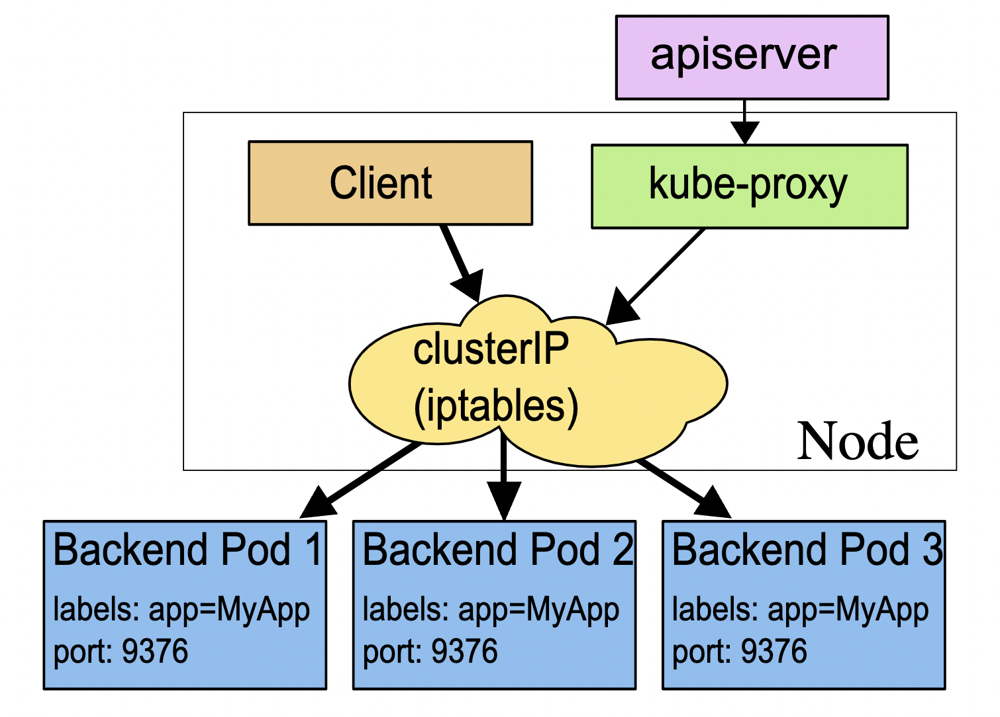 apiserver
Client
kube-proxy
clusterIP
(iptables)
Node
Backend Pod 1
labels: app=MyApp
port: 9376
Backend Pod 2
labels: app=MyApp
port: 9376
Backend Pod 3
labels: app=MyApp
port: 9376